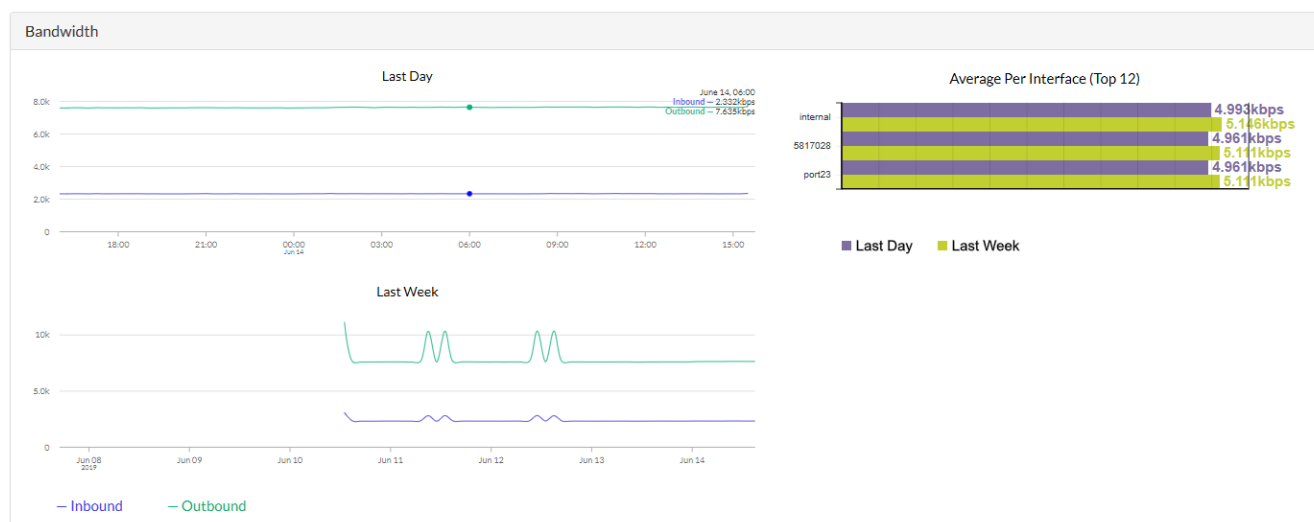 Bandwidth
Last Day
June 14, 06:00
Inbound — 2.332kbps
Outbound — 7.635kbps
8.0k
6.0k
4.0k
2.0k
0
18:00 21:00 00:00 03:00 06:00 09:00 12:00 15:00
Jun 14
Average Per Interface (Top 12)
internal
4.993kbps
5.146kbps
5817028
4.961kbps
5.111kbps
port23
4.961kbps
5.111kbps
Last Day Last Week
Last Week
10k
5.0k
0
Jun 08 Jun 09 Jun 10 Jun 11 Jun 12 Jun 13 Jun 14
2019
— Inbound — Outbound